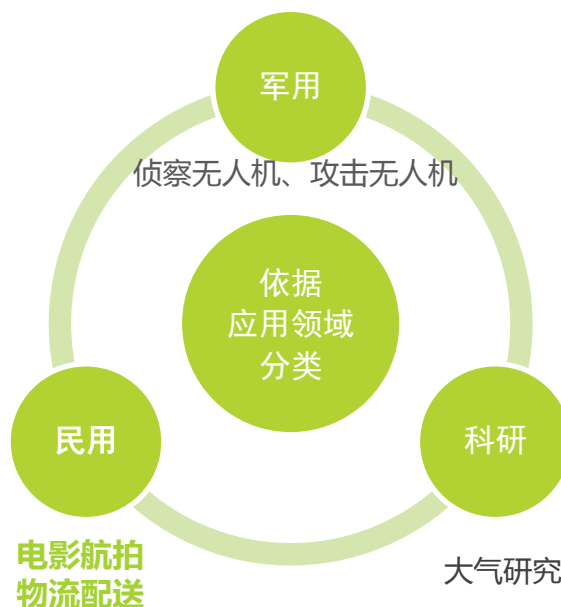 军用
侦察无人机、攻击无人机
依据
应用领域
分类
民用
科研
电影航拍
物流配送
大气研究